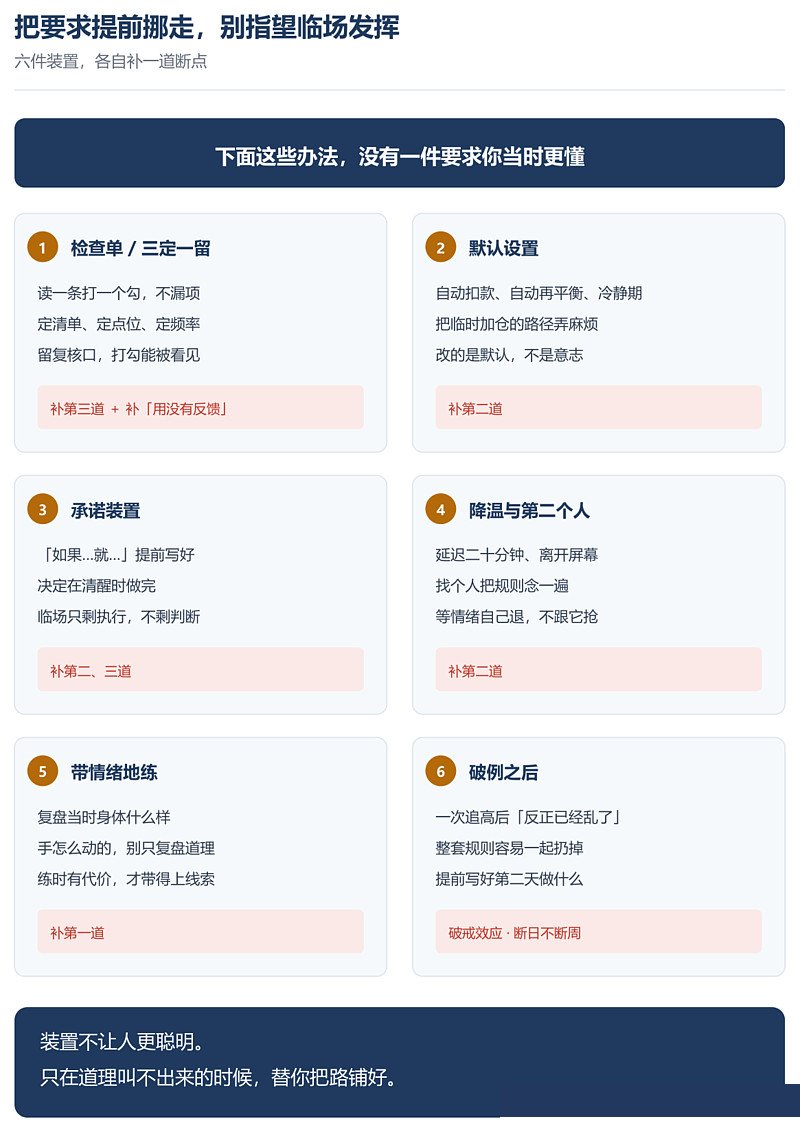 把要求提前挪走，别指望临场发挥
六件装置，各自补一道断点
下面这些办法，没有一件要求你当时更懂
1 检查单 / 三定一留
读一条打一个勾，不漏项
定清单、定点位、定频率
留复核口，打勾能被看见
补第三道 + 补「用没有反馈」
2 默认设置
自动扣款、自动再平衡、冷静期
把临时加仓的路径弄麻烦
改的是默认，不是意志
补第二道
3 承诺装置
「如果…就…」提前写好
决定在清醒时做完
临场只剩执行，不剩判断
补第二、三道
4 降温与第二个人
延迟二十分钟、离开屏幕
找个人把规则念一遍
等情绪自己退，不跟它抢
补第二道
5 带情绪地练
复盘当时身体什么样
手怎么动的，别只复盘道理
练时有代价，才带得上线索
补第一道
6 破例之后
一次追高后「反正已经乱了」
整套规则容易一起扔掉
提前写好第二天做什么
破戒效应 · 断日不断周
装置不让人更聪明。
只在道理叫不出来的时候，替你把路铺好。